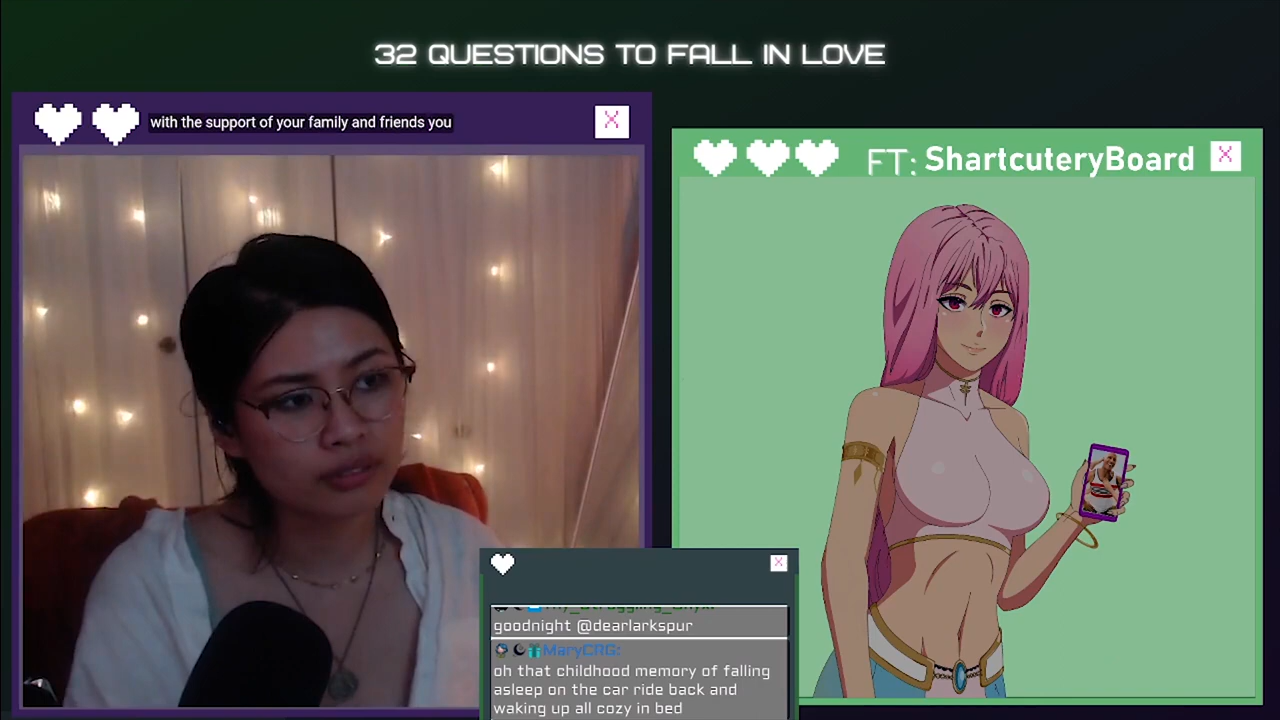 32 QUESTIONS TO FALL IN LOVE
with the support of your family and friends you
FT: ShartcuteryBoard
goodnight @dearlarkspur
MaryCRG:
oh that childhood memory of falling
asleep on the car ride back and
waking up all cozy in bed